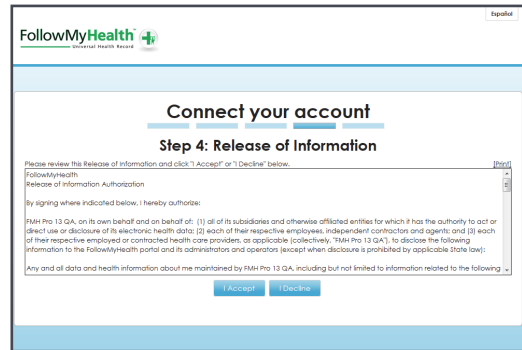 Español
FollowMyHealth
Universal Health Record
Connect your account
Step 4: Release of Information
Please review this Release of Information and click "I Accept" or "I Decline" below.
[Print]
FollowMyHealth
Release of Information Authorization
By signing where indicated below, I hereby authorize:
FMH Pro 13 QA, on its own behalf and on behalf of: (1) all of its subsidiaries and otherwise affiliated entities for which it has the authority to act or
direct use or disclosure of its electronic health data; (2) each of their respective employees, independent contractors and agents; and (3) each
of their respective employed or contracted health care providers, as applicable (collectively, "FMH Pro 13 QA"), to disclose the following
information to the FollowMyHealth portal and its administrators and operators (except when disclosure is prohibited by applicable State law):
Any and all data and health information about me maintained by FMH Pro 13 QA, including but not limited to information related to the following
I Accept
I Decline